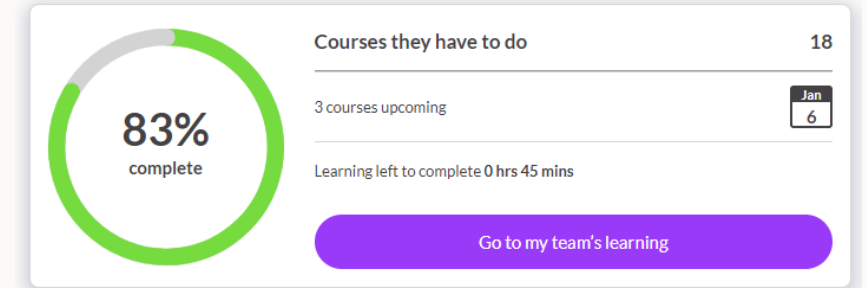 83%
complete
Courses they have to do 18
3 courses upcoming
Jan
6
Learning left to complete 0 hrs 45 mins
Go to my team's learning